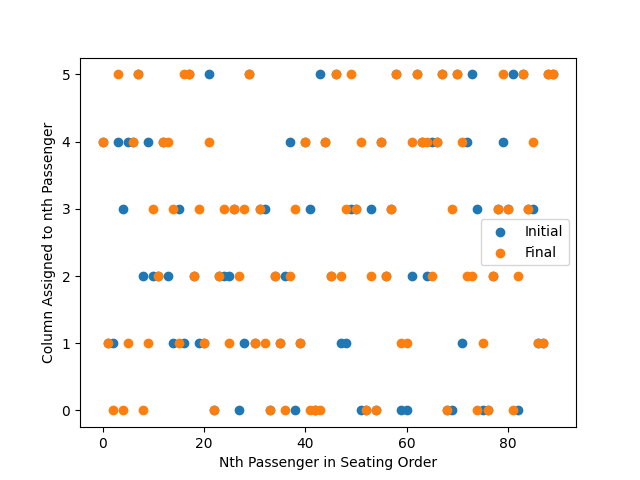 5
4
3
2
1
0
Column Assigned to nth Passenger
Initial
Final
0
20
40
60
80
Nth Passenger in Seating Order